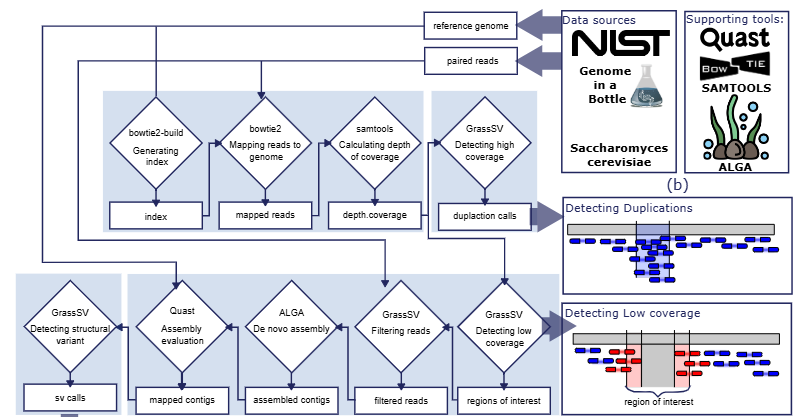 reference genome
paired reads
Data sources
NIST
Genome
in a
Bottle
Saccharomyces
cerevisiae
Supporting tools:
Quast
BOW TIE
SAMTOOLS
ALGA
(b)
bowtie2-build
Generating
index
index
bowtie2
Mapping reads to
genome
mapped reads
samtools
Calculating depth
of coverage
depth.coverage
GrassSV
Detecting high
coverage
duplaction calls
Detecting Duplications
GrassSV
Detecting structural
variant
sv calls
Quast
Assembly
evaluation
mapped contigs
ALGA
De novo assembly
assembled contigs
GrassSV
Filtering reads
filtered reads
GrassSV
Detecting low
coverage
regions of interest
Detecting Low coverage
region of interest